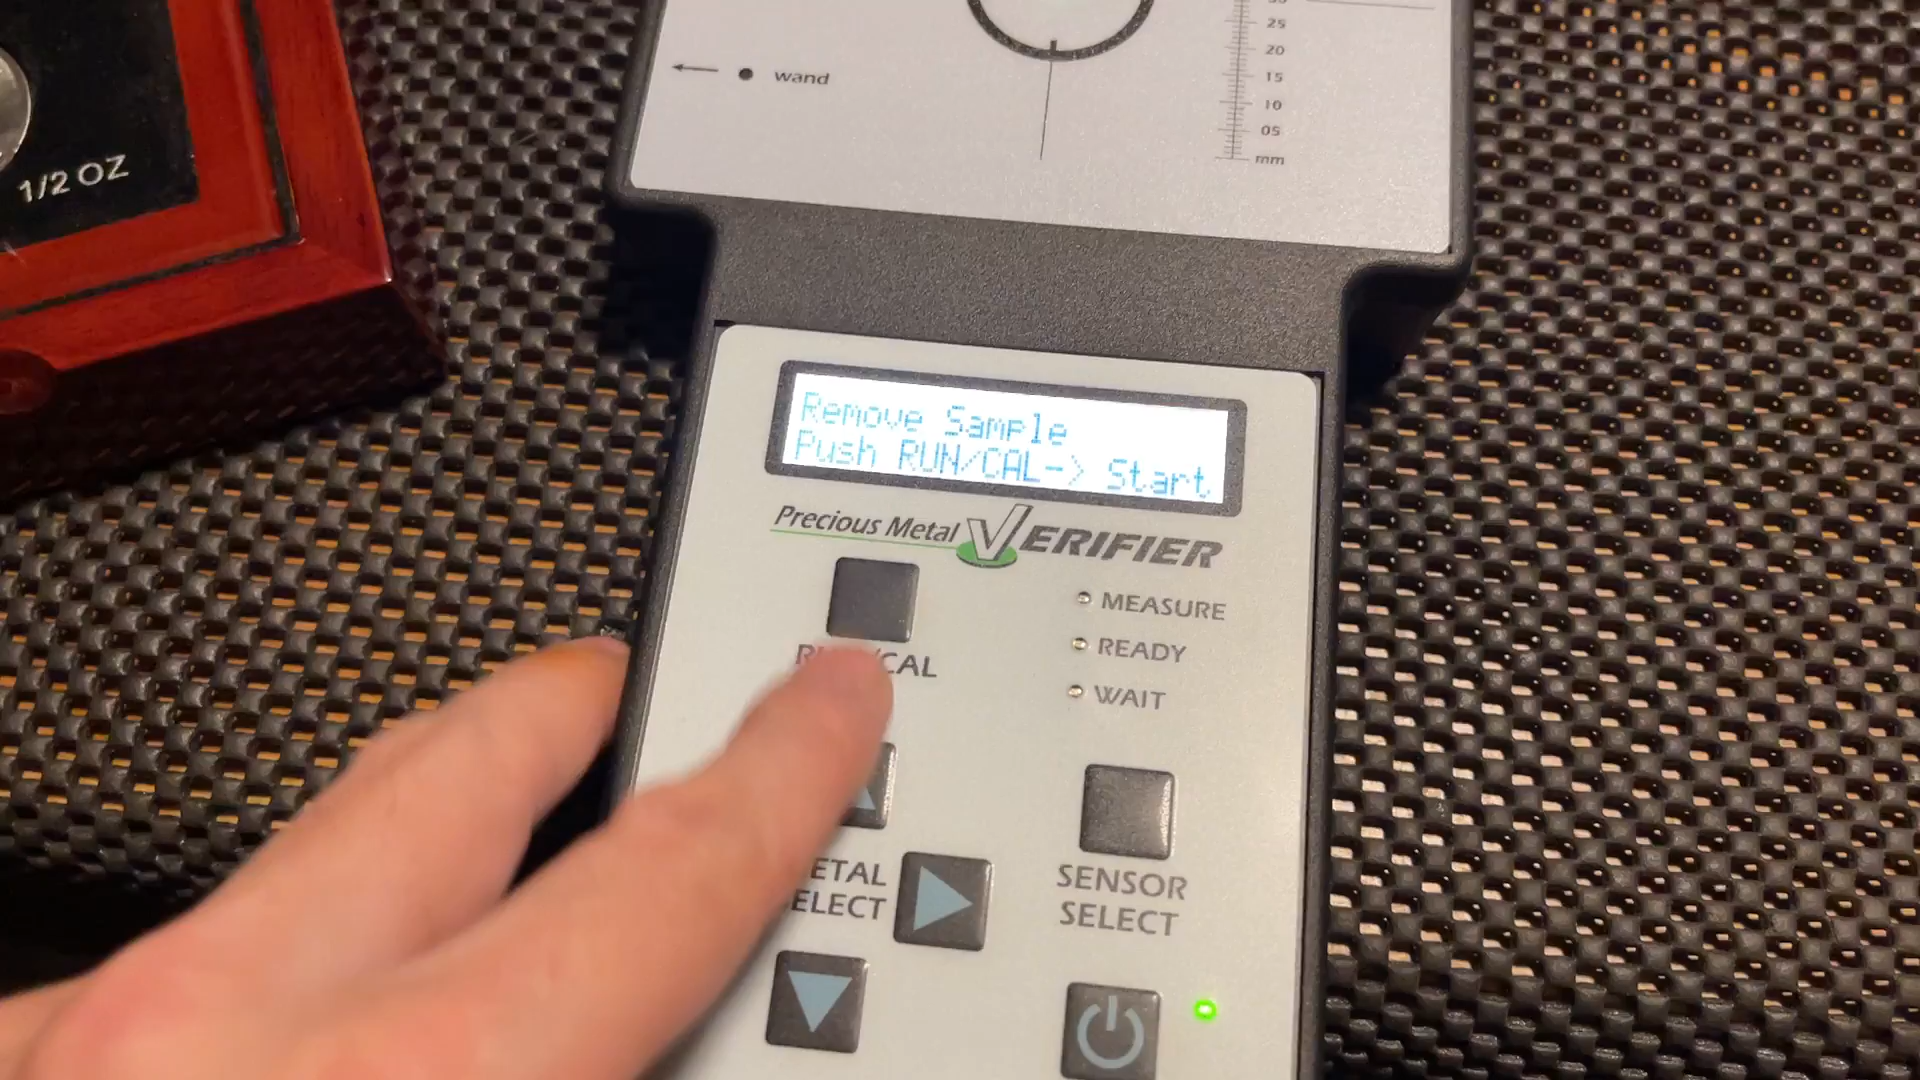 1/2 OZ
wand
25
20
15
10
05
mm
Remove Sample
Push RUN/CAL-> Start
Precious Metal VERIFIER
MEASURE
READY
WAIT
SENSOR
SELECT